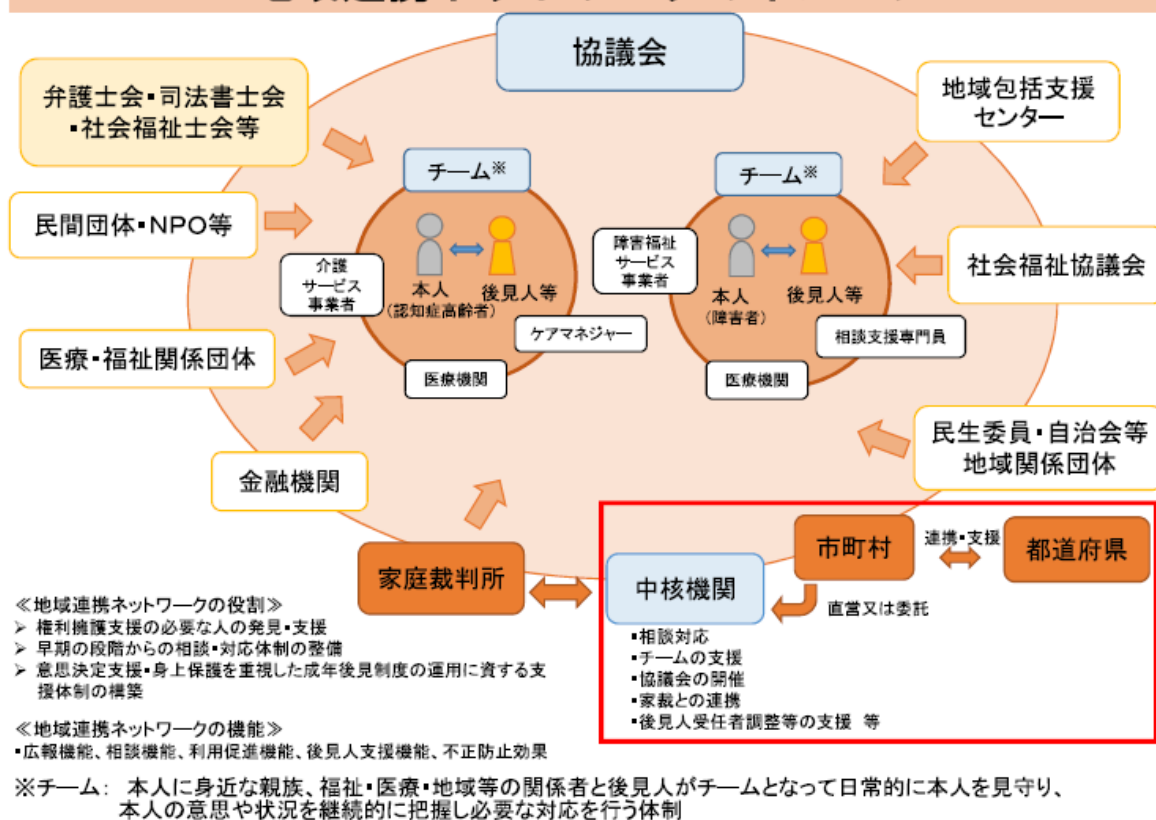 協議会
弁護士会・司法書士会
・社会福祉士会等
地域包括支援
センター
チーム※
チーム※
民間団体・NPO等
介護
サービス
事業者
本人
(認知症高齢者)
後見人等
ケアマネジャー
医療機関
障害福祉
サービス
事業者
本人
(障害者)
後見人等
相談支援専門員
医療機関
社会福祉協議会
医療・福祉関係団体
金融機関
民生委員・自治会等
地域関係団体
家庭裁判所
中核機関
市町村
連携・支援
都道府県
直営又は委託
▪相談対応
▪チームの支援
▪協議会の開催
▪家裁との連携
▪後見人受任者調整等の支援 等
≪地域連携ネットワークの役割≫
➢ 権利擁護支援の必要な人の発見・支援
➢ 早期の段階からの相談・対応体制の整備
➢ 意思決定支援・身上保護を重視した成年後見制度の運用に資する支
援体制の構築
≪地域連携ネットワークの機能≫
▪広報機能、相談機能、利用促進機能、後見人支援機能、不正防止効果
※チーム: 本人に身近な親族、福祉・医療・地域等の関係者と後見人がチームとなって日常的に本人を見守り、
本人の意思や状況を継続的に把握し必要な対応を行う体制